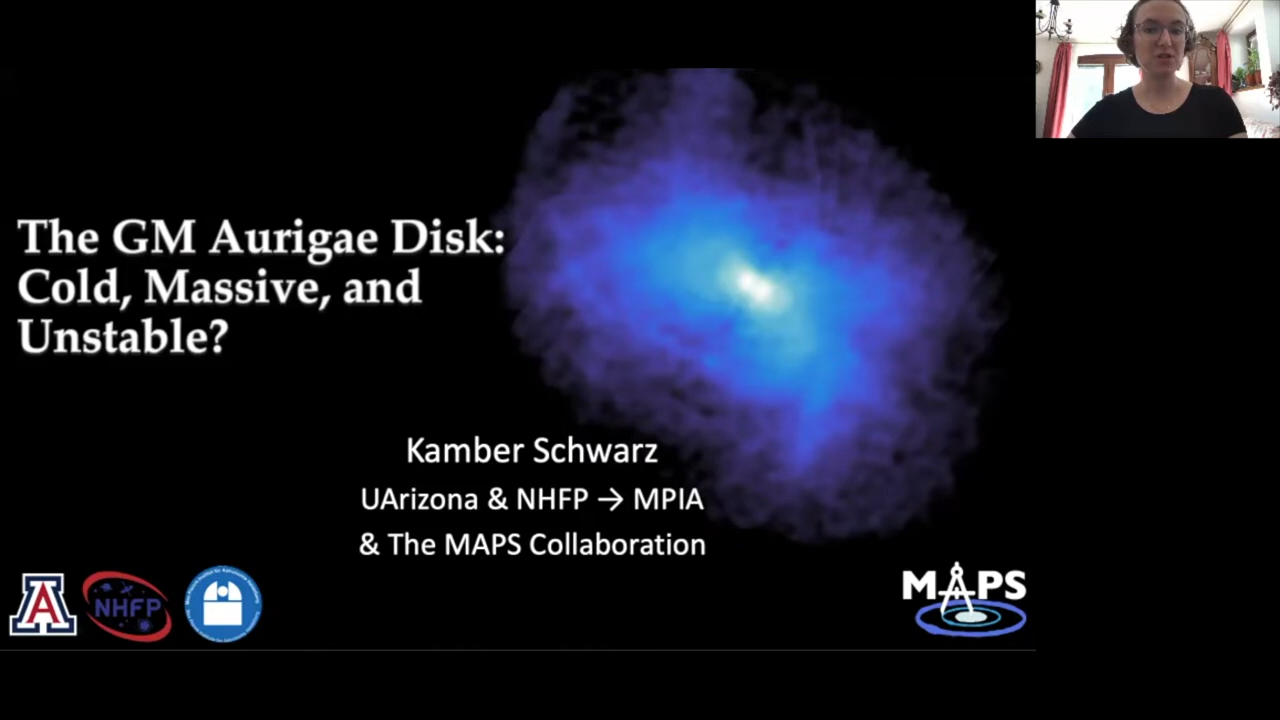 The GM Aurigae Disk:
Cold, Massive, and
Unstable?
Kamber Schwarz
UArizona & NHFP → MPIA
& The MAPS Collaboration
A
NHFP
MAPS